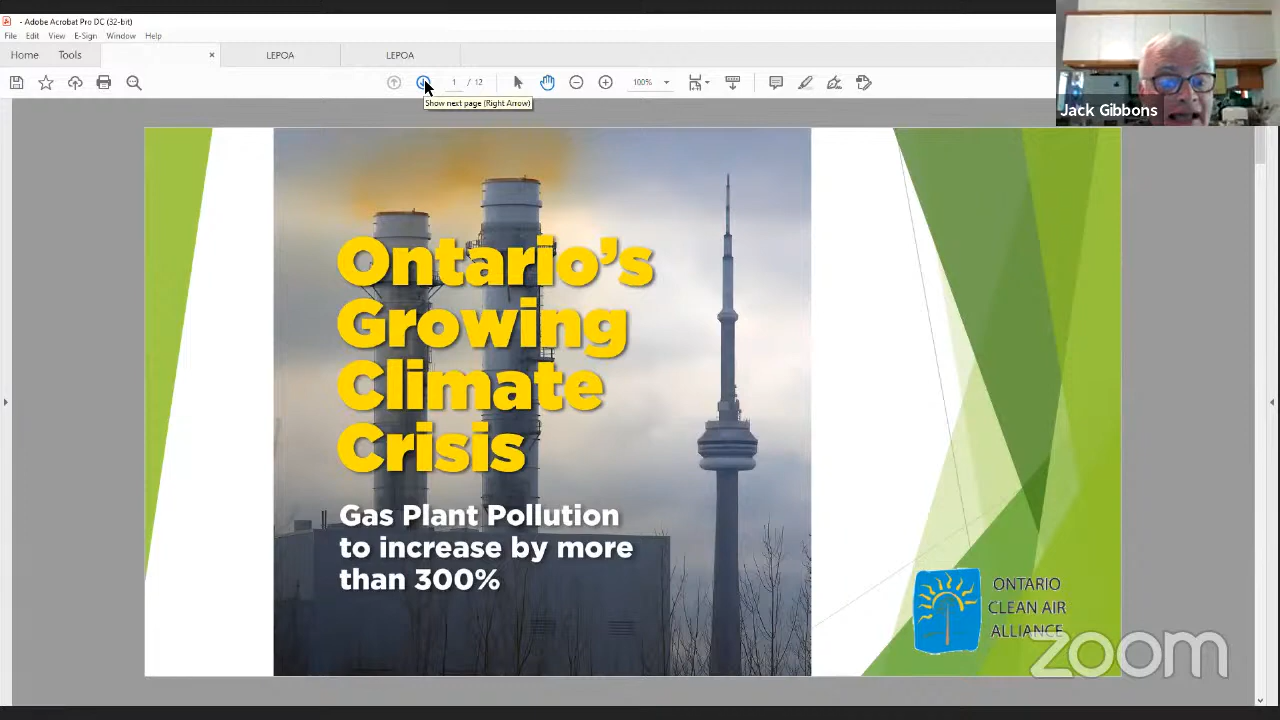 - Adobe Acrobat Pro DC (32-bit)
File Edit View E-Sign Window Help
Home Tools LEPOA LEPOA
1 / 12 100%
Show next page (Right Arrow)
Jack Gibbons
Ontario's
Growing
Climate
Crisis
Gas Plant Pollution
to increase by more
than 300%
ONTARIO
CLEAN AIR
ALLIANCE
zoom